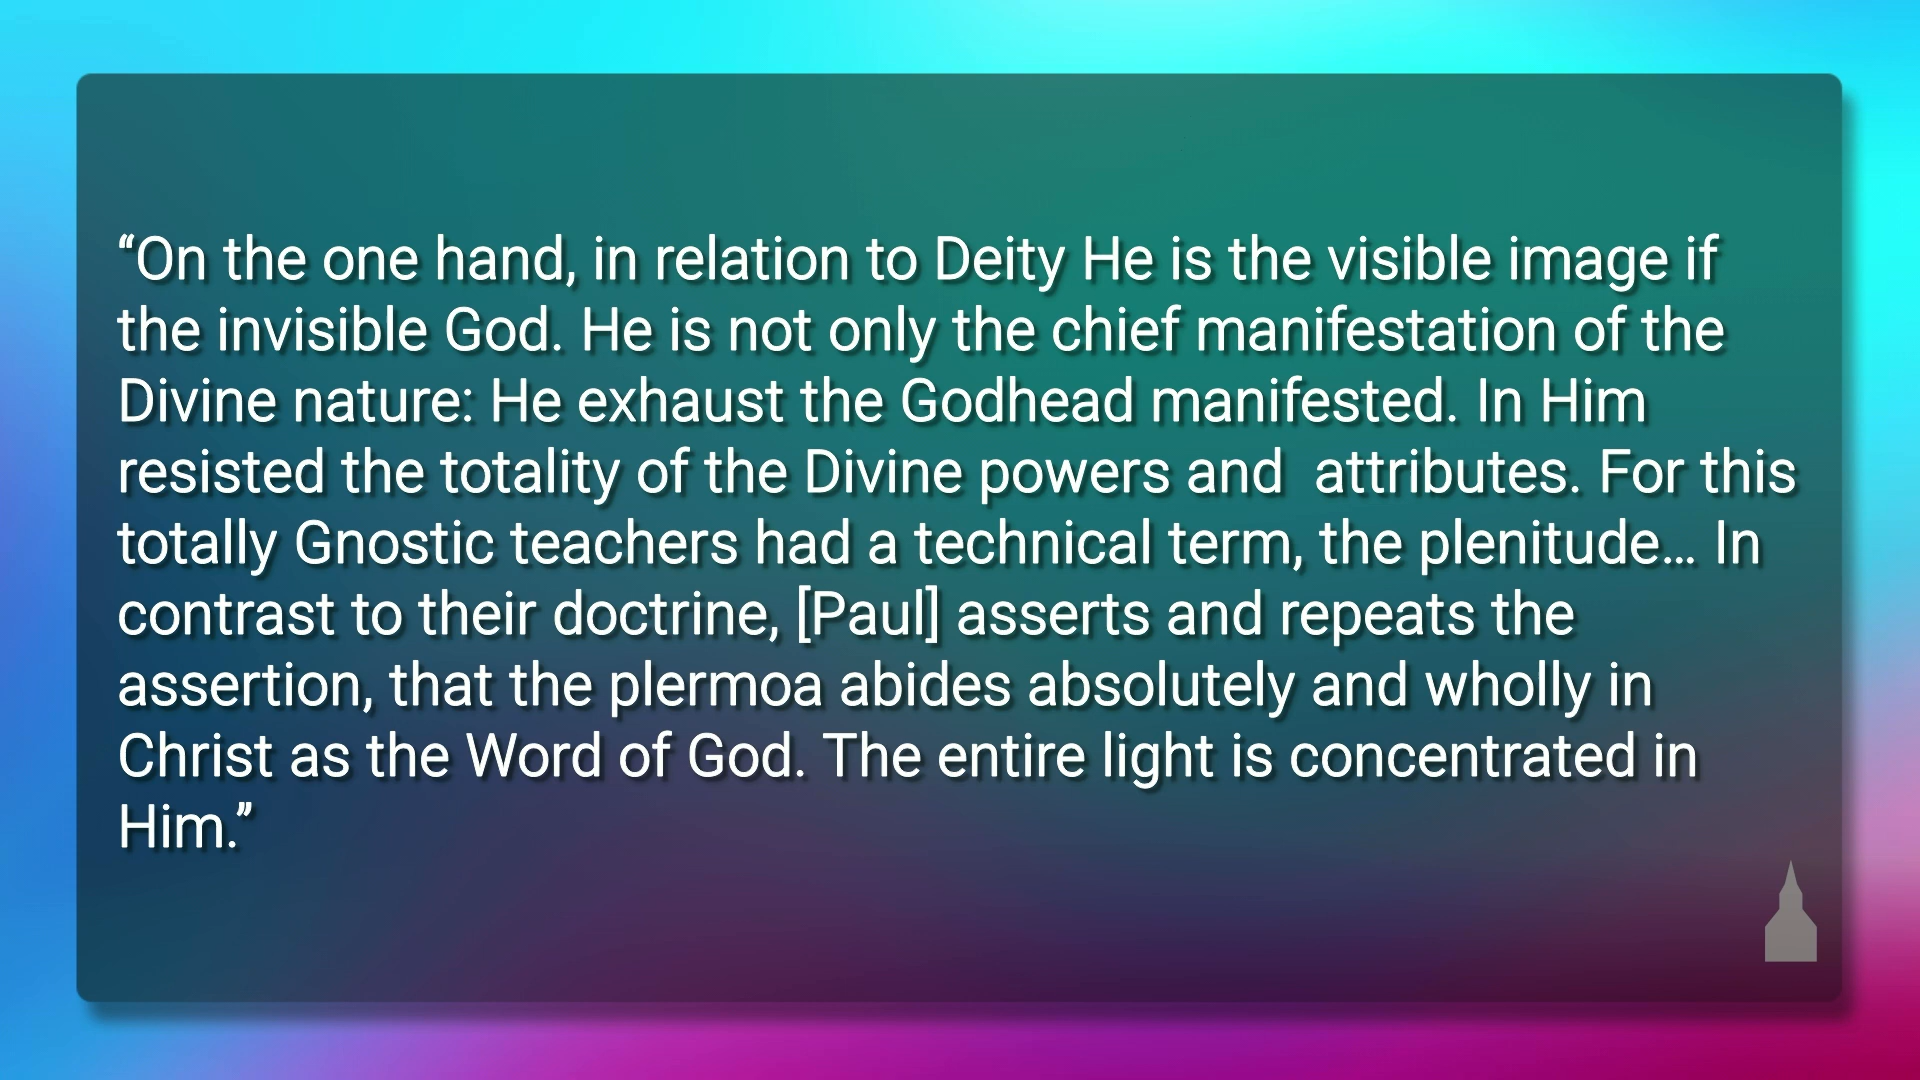 “On the one hand, in relation to Deity He is the visible image if
the invisible God. He is not only the chief manifestation of the
Divine nature: He exhaust the Godhead manifested. In Him
resisted the totality of the Divine powers and  attributes. For this
totally Gnostic teachers had a technical term, the plenitude… In
contrast to their doctrine, [Paul] asserts and repeats the
assertion, that the plermoa abides absolutely and wholly in
Christ as the Word of God. The entire light is concentrated in
Him.”